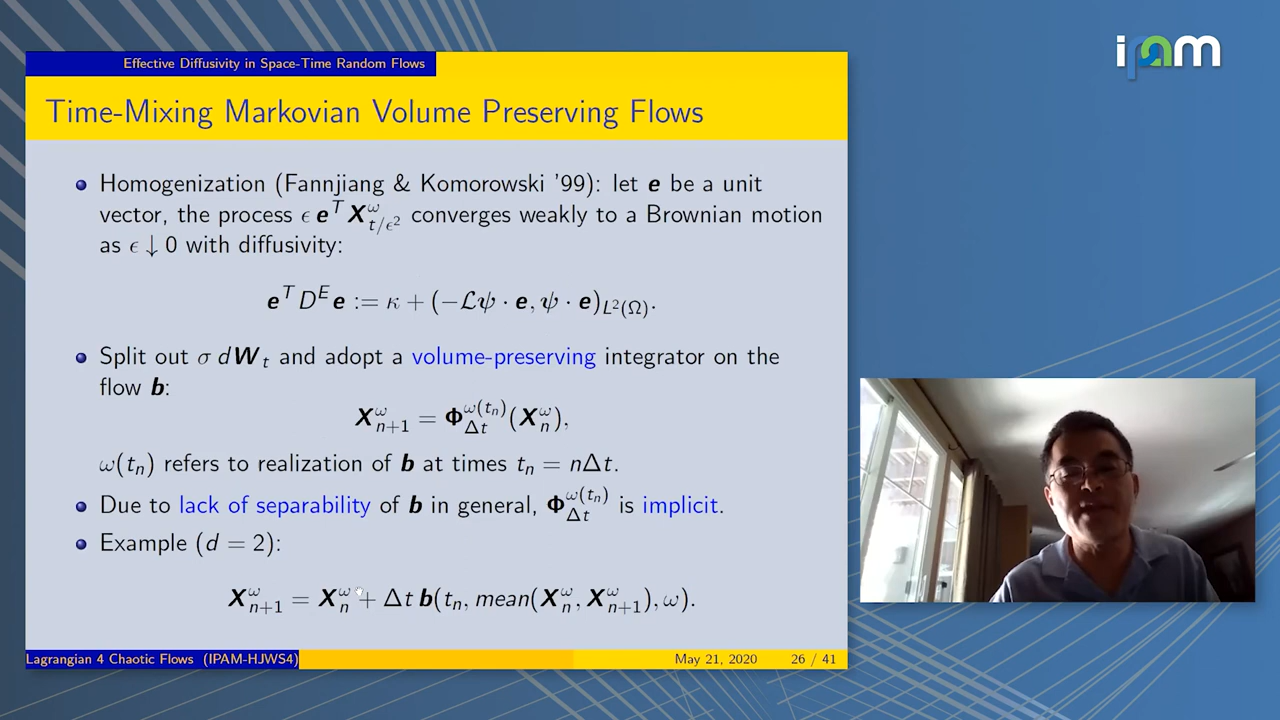 ipam
Effective Diffusivity in Space-Time Random Flows
Time-Mixing Markovian Volume Preserving Flows
Homogenization (Fannjiang & Komorowski '99): let e be a unit
vector, the process ϵ e^T X^ω_{t/ϵ²} converges weakly to a Brownian motion
as ϵ ↓ 0 with diffusivity:
e^T D^E e := κ + (−ℒψ · e, ψ · e)_{L²(Ω)}.
Split out σ dW_t and adopt a volume-preserving integrator on the
flow b:
X^ω_{n+1} = Φ^{ω(t_n)}_{Δt}(X^ω_n),
ω(t_n) refers to realization of b at times t_n = nΔt.
Due to lack of separability of b in general, Φ^{ω(t_n)}_{Δt} is implicit.
Example (d = 2):
X^ω_{n+1} = X^ω_n + Δt b(t_n, mean(X^ω_n, X^ω_{n+1}), ω).
Lagrangian 4 Chaotic Flows (IPAM-HJWS4)
May 21, 2020 26 / 41